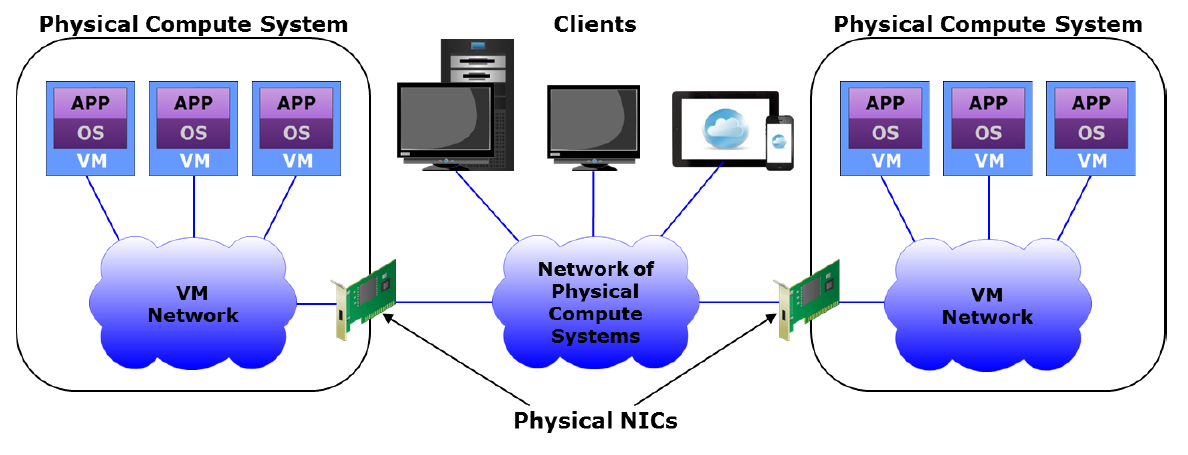 Physical Compute System
Clients
Physical Compute System
APP
OS
VM
APP
OS
VM
APP
OS
VM
APP
OS
VM
APP
OS
VM
APP
OS
VM
VM
Network
Network of
Physical
Compute
Systems
VM
Network
Physical NICs